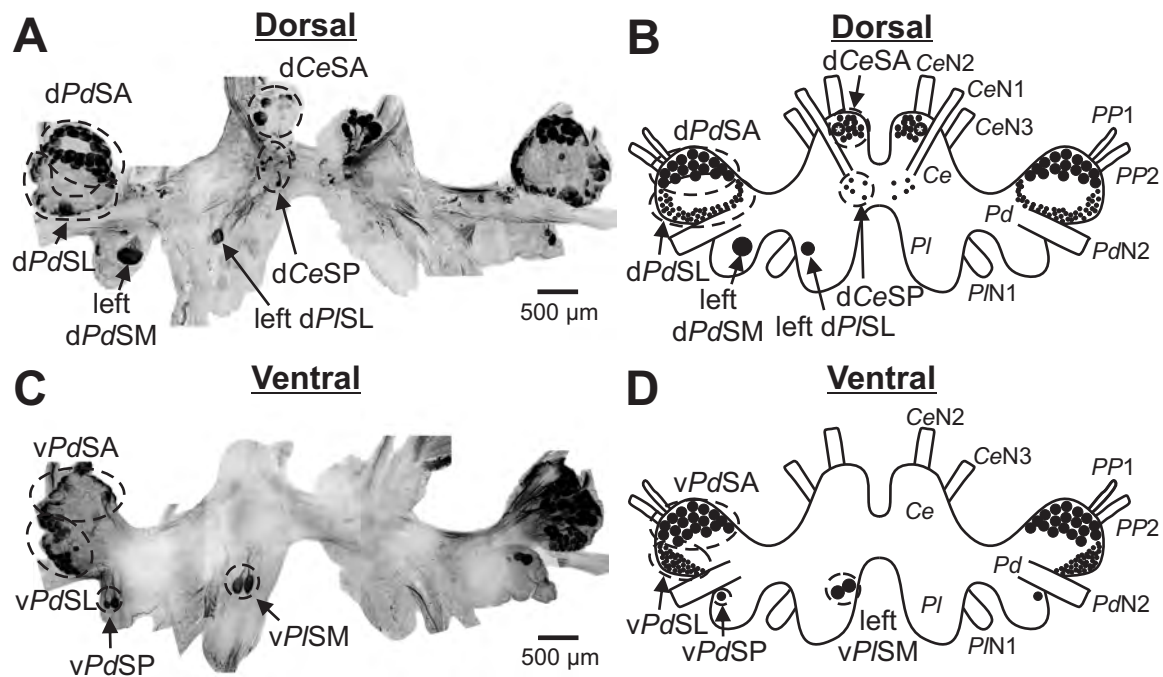 A
Dorsal
dCeSA
dPdSA
dPdSL
left
dPdSM
left dPlSL
dCeSP
500 µm
B
Dorsal
dCeSA
CeN2
CeN1
CeN3
PP1
PP2
dPdSA
Ce
Pd
Pl
PdN2
dPdSL
left
dPdSM
left dPlSL
dCeSP
PlN1
C
Ventral
vPdSA
vPdSL
vPdSP
vPlSM
500 µm
D
Ventral
CeN2
CeN3
PP1
PP2
vPdSA
Ce
Pd
Pl
PdN2
vPdSL
vPdSP
left
vPlSM
PlN1